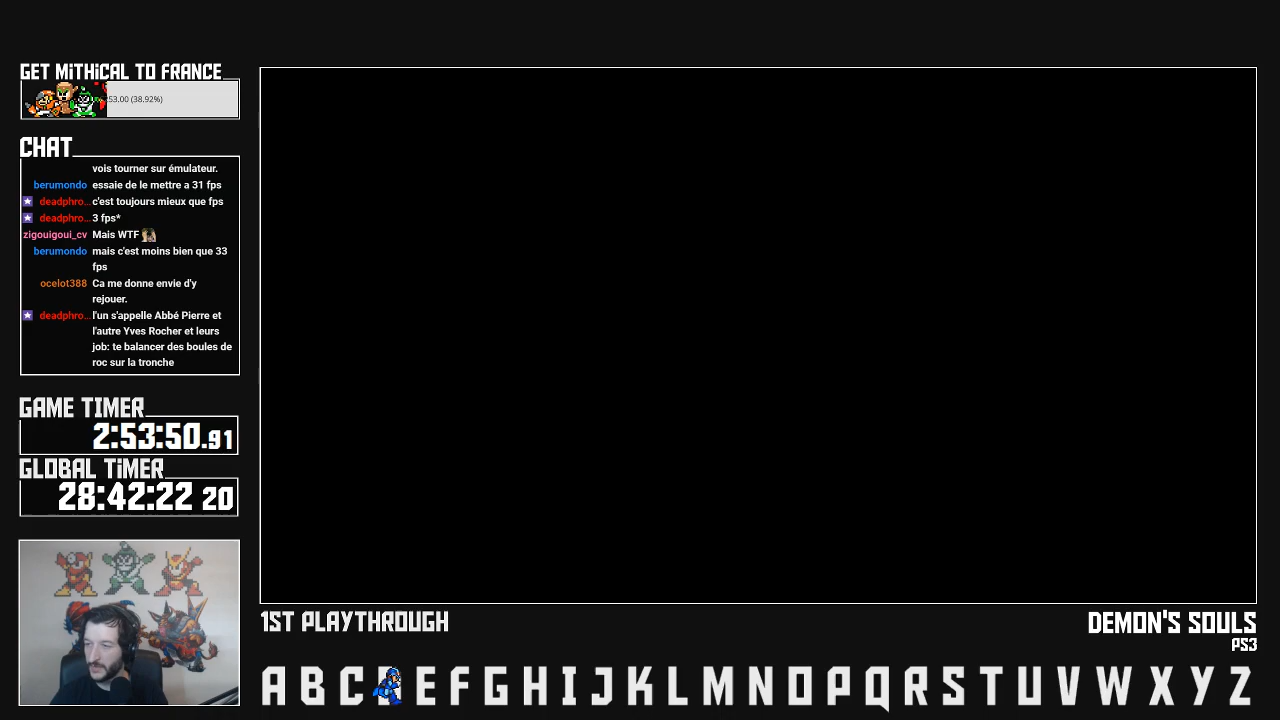 GET MiTHiCAL TO FRANCE
53.00 (38.92%)
CHAT
vois tourner sur émulateur.
berumondo essaie de le mettre a 31 fps
deadphro... c'est toujours mieux que fps
deadphro... 3 fps*
zigouigoui_cv Mais WTF
berumondo mais c'est moins bien que 33
fps
ocelot388 Ca me donne envie d'y
rejouer.
deadphro... l'un s'appelle Abbé Pierre et
l'autre Yves Rocher et leurs
job: te balancer des boules de
roc sur la tronche
GAME TIMER
2:53:50.91
GLOBAL TiMER
28:42:22 20
1ST PLAYTHROUGH
DEMON'S SOULS
PS3
A B C E F G H I J K L M N O P Q R S T U V W X Y Z